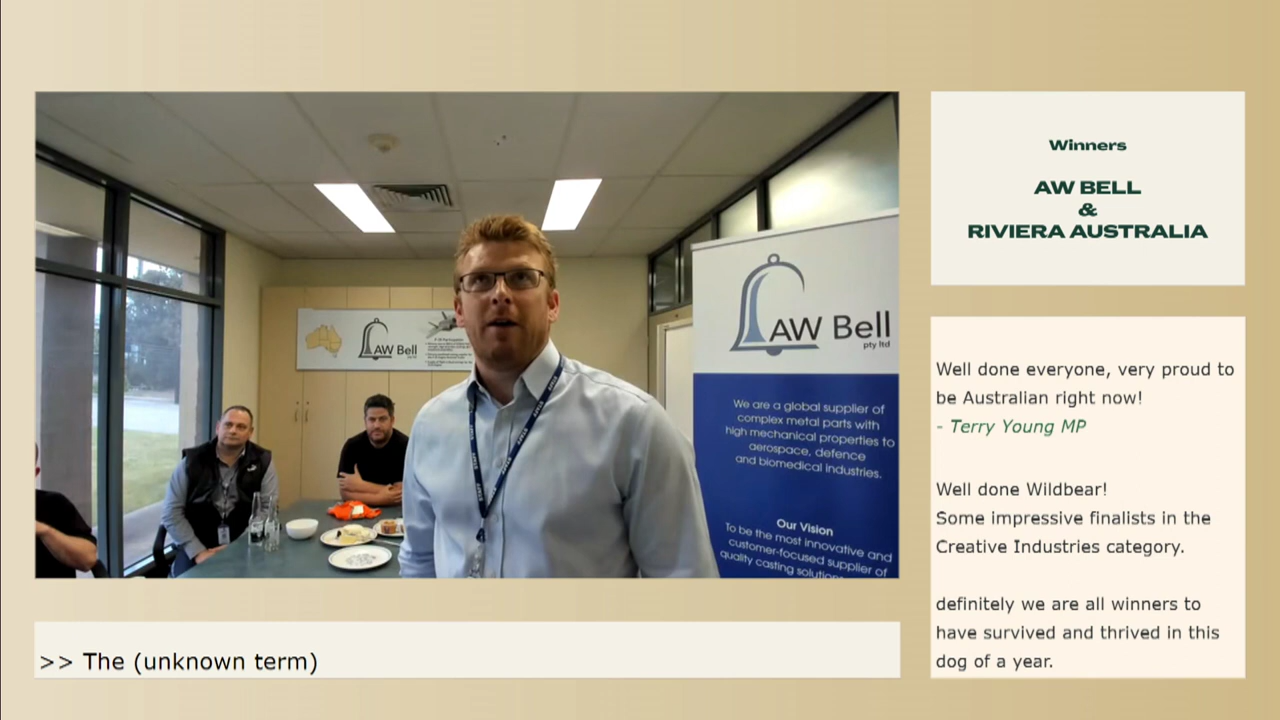 Winners
AW BELL
&
RIVIERA AUSTRALIA
AW Bell
AW Bell
pty ltd
We are a global supplier of
complex metal parts with
high mechanical properties to
aerospace, defence
and biomedical industries.
Our Vision
To be the most innovative and
customer-focused supplier of
quality casting solutions
Well done everyone, very proud to
be Australian right now!
- Terry Young MP
Well done Wildbear!
Some impressive finalists in the
Creative Industries category.
definitely we are all winners to
have survived and thrived in this
dog of a year.
>> The (unknown term)